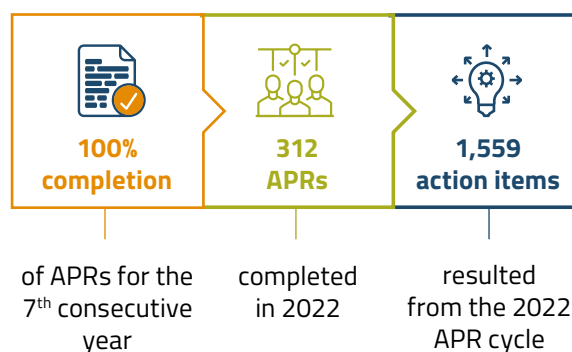 100%
completion
of APRs for the
7th consecutive
year
312
APRs
completed
in 2022
1,559
action items
resulted
from the 2022
APR cycle